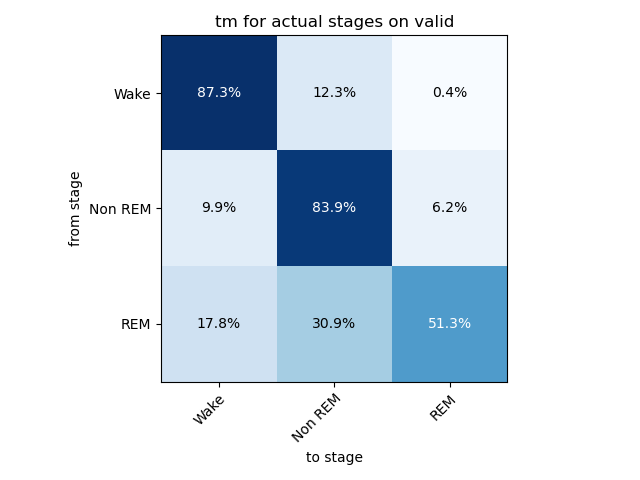 tm for actual stages on valid
from stage
Wake
87.3%
12.3%
0.4%
Non REM
9.9%
83.9%
6.2%
REM
17.8%
30.9%
51.3%
Wake
Non REM
REM
to stage